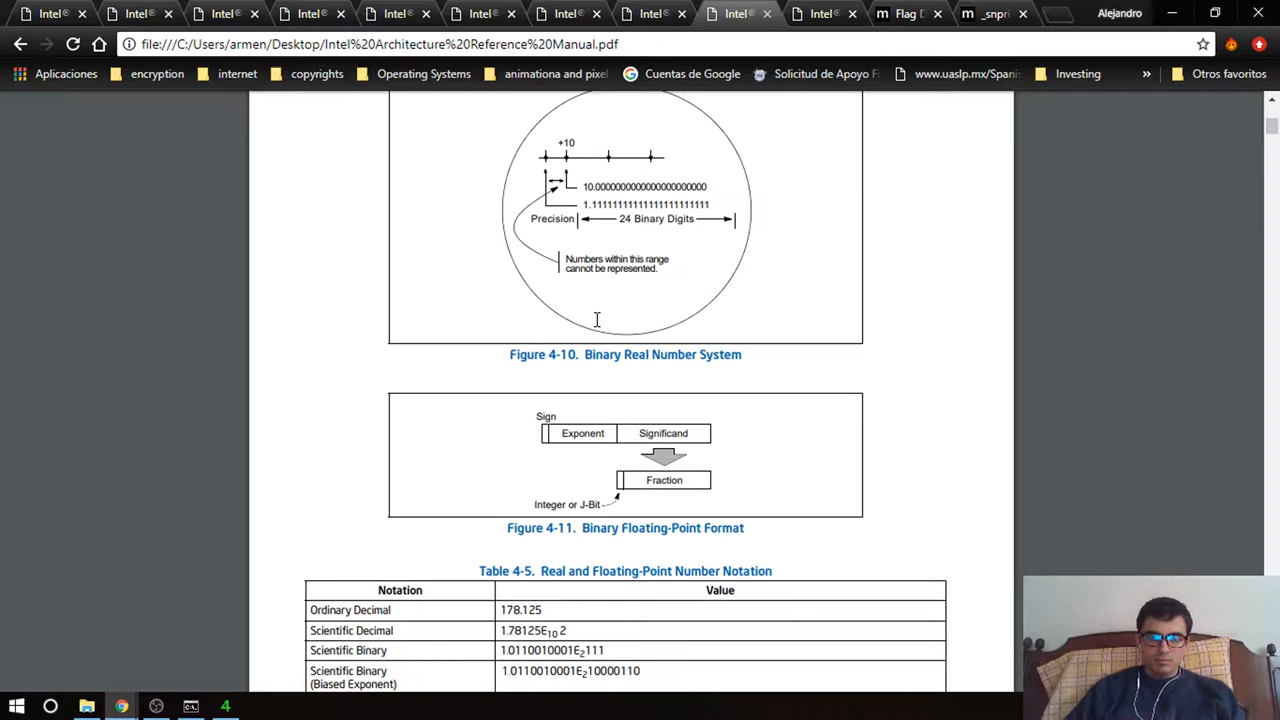 Intel®
Intel®
Intel®
Intel®
Intel®
Intel®
Intel®
Intel®
Intel®
Intel®
Flag D
_snpri
Alejandro
file:///C:/Users/armen/Desktop/Intel%20Architecture%20Reference%20Manual.pdf
Aplicaciones
encryption
internet
copyrights
Operating Systems
animationa and pixel
Cuentas de Google
Solicitud de Apoyo Fi
www.uaslp.mx/Spani
Investing
»
Otros favoritos
+10
10.0000000000000000000000
1.11111111111111111111111
Precision
24 Binary Digits
Numbers within this range
cannot be represented.
Figure 4-10. Binary Real Number System
Sign
Exponent
Significand
Fraction
Integer or J-Bit
Figure 4-11. Binary Floating-Point Format
Table 4-5. Real and Floating-Point Number Notation
Notation
Value
Ordinary Decimal
178.125
Scientific Decimal
1.78125E₁₀ 2
Scientific Binary
1.0110010001E₂111
Scientific Binary
(Biased Exponent)
1.0110010001E₂10000110
4